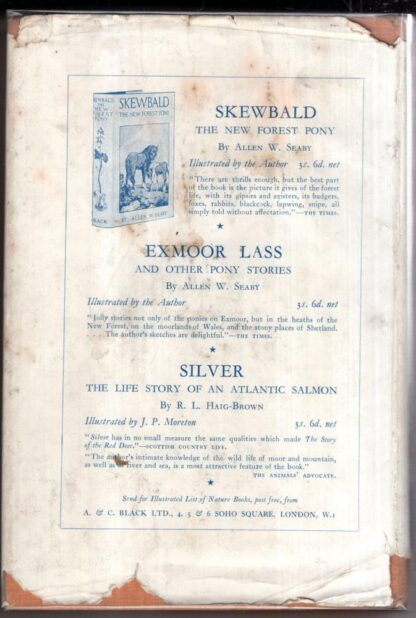 SKEWBALD
THE NEW FOREST PONY
BLACK
BY ALLEN W. SEABY
SKEWBALD
THE NEW FOREST PONY
By Allen W. Seaby
Illustrated by the Author 3s. 6d. net
"There are thrills enough, but the best part
of the book is the picture it gives of the forest
life, with its gipsies and agisters, its badgers,
foxes, rabbits, blackcock, lapwing, snipe, all
simply told without affectation."—THE TIMES.
★
EXMOOR LASS
AND OTHER PONY STORIES
By Allen W. Seaby
Illustrated by the Author 3s. 6d. net
"Jolly stories not only of the ponies on Exmoor, but in the heaths of the
New Forest, on the moorlands of Wales, and the stony places of Shetland.
. . . The author's sketches are delightful."—THE TIMES.
★
SILVER
THE LIFE STORY OF AN ATLANTIC SALMON
By R. L. Haig-Brown
Illustrated by J. P. Moreton 3s. 6d. net
"Silver has in no small measure the same qualities which made The Story
of the Red Deer."—SCOTTISH COUNTRY LIFE.
"The author's intimate knowledge of the wild life of moor and mountain,
as well as river and sea, is a most attractive feature of the book."
THE ANIMALS' ADVOCATE.
★
Send for Illustrated List of Nature Books, post free, from
A. & C. BLACK LTD., 4, 5 & 6 SOHO SQUARE, LONDON, W.1